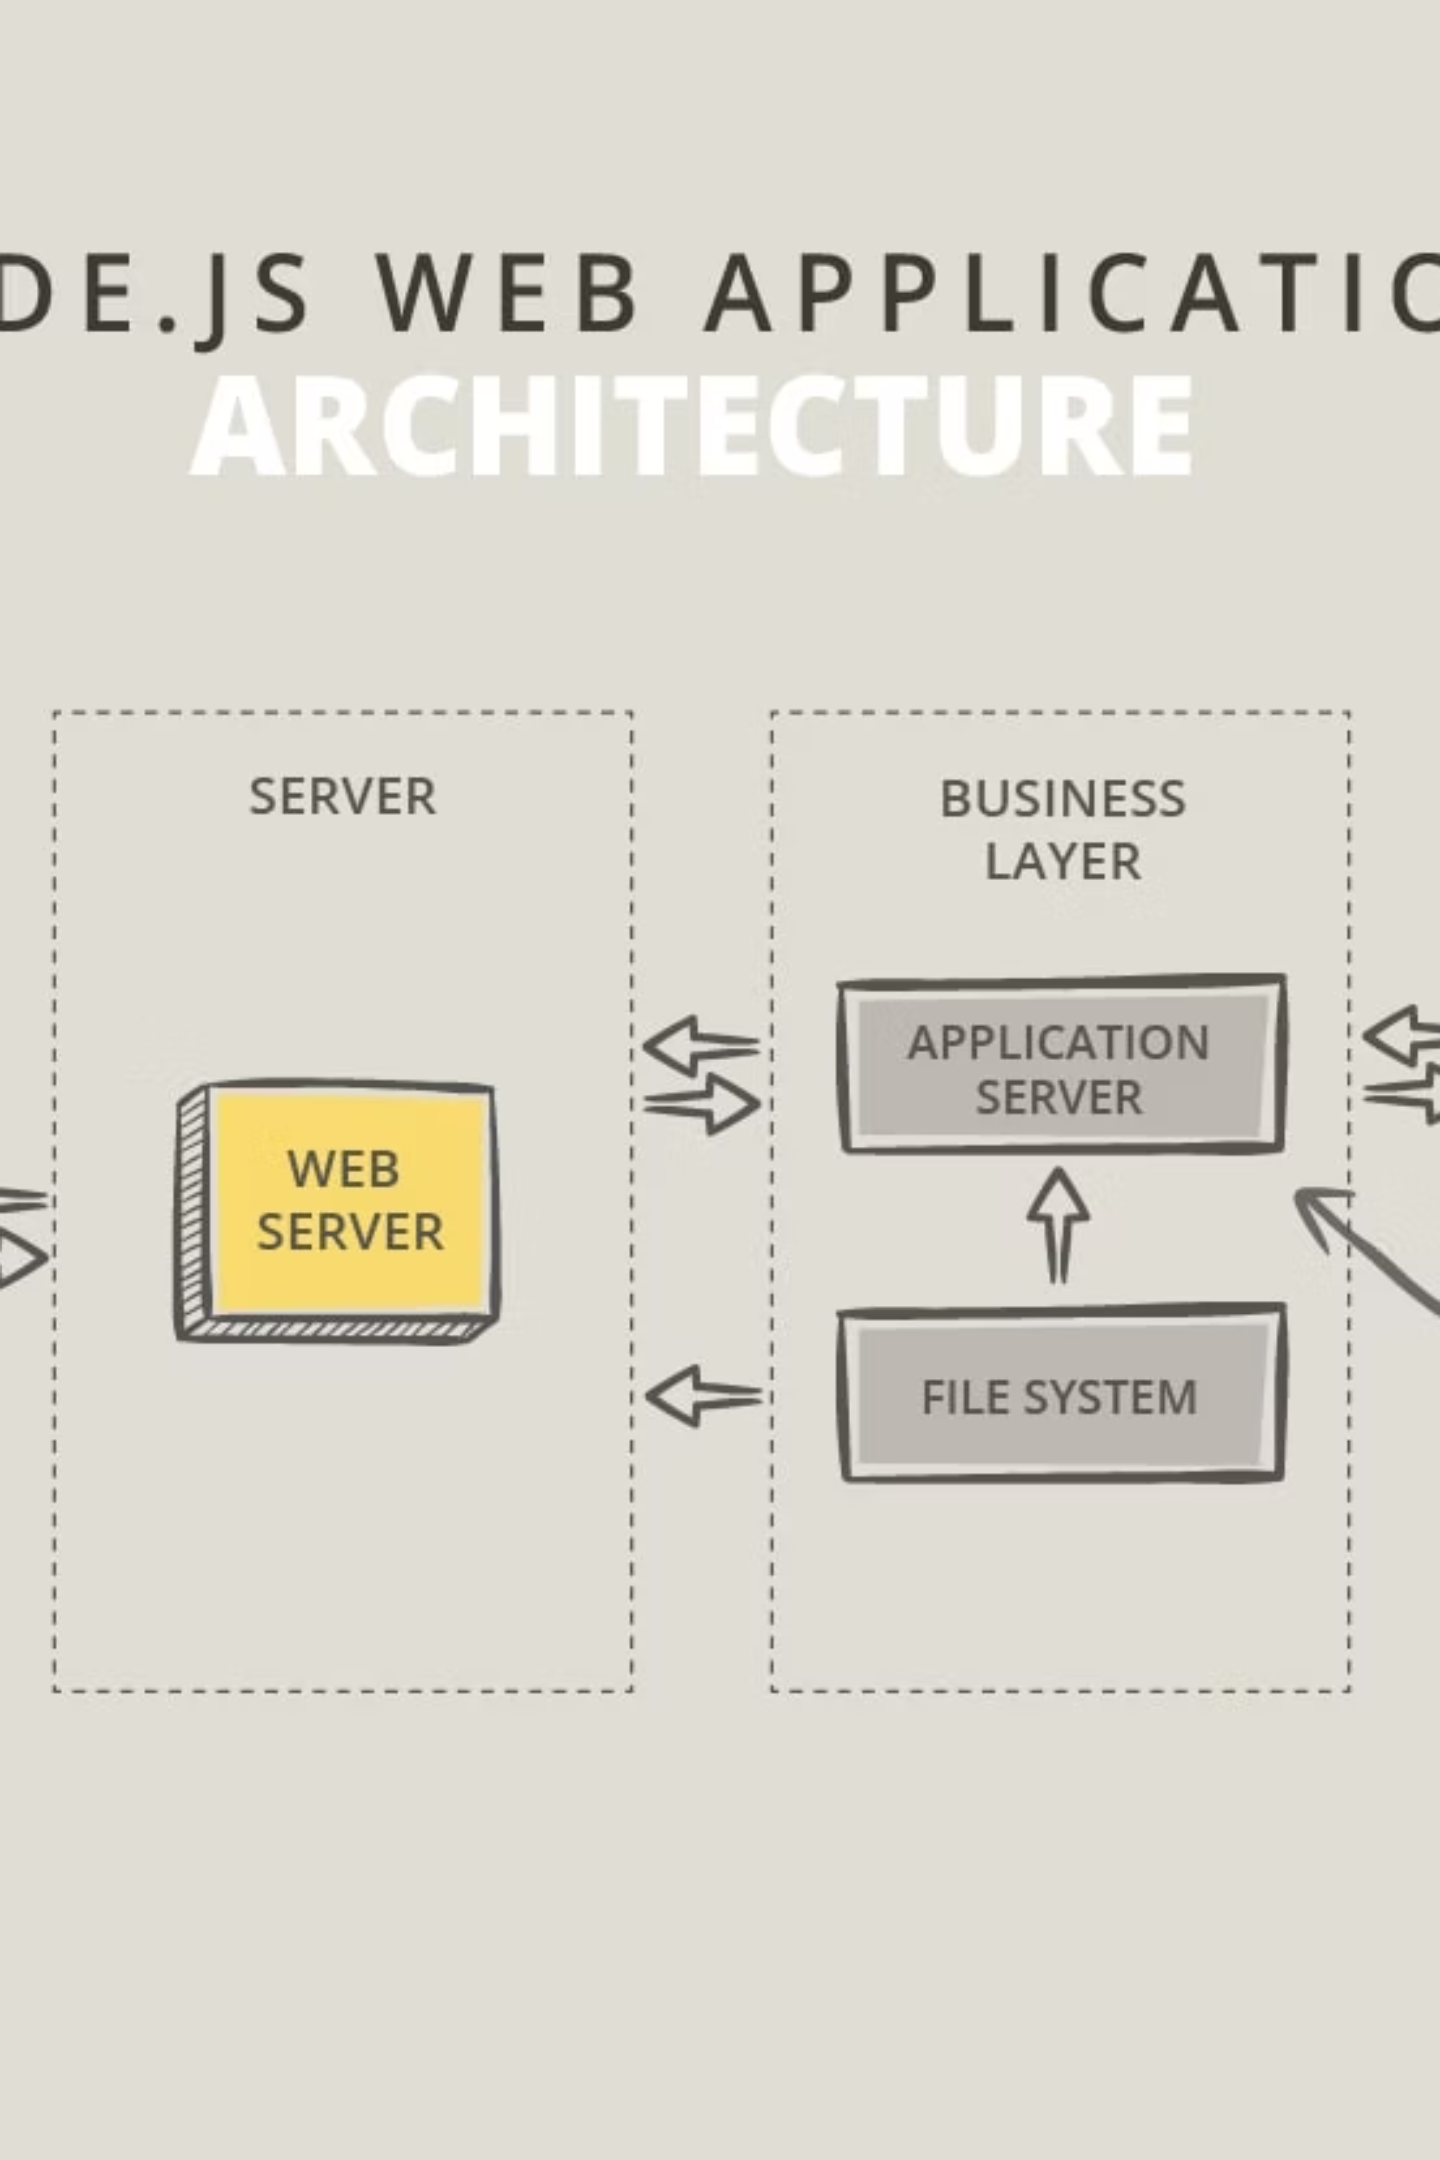 DE.JS WEB APPLICATIO
ARCHITECTURE
SERVER
WEB
SERVER
BUSINESS
LAYER
APPLICATION
SERVER
FILE SYSTEM